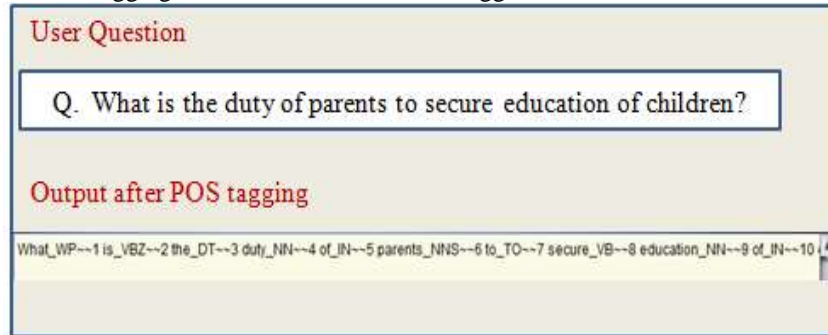 User Question
Q. What is the duty of parents to secure education of children?
Output after POS tagging
What_WP~~1 is_VBZ~~2 the_DT~~3 duty_NN~~4 of_IN~~5 parents_NNS~~6 to_TO~~7 secure_VB~~8 education_NN~~9 of_IN~~10